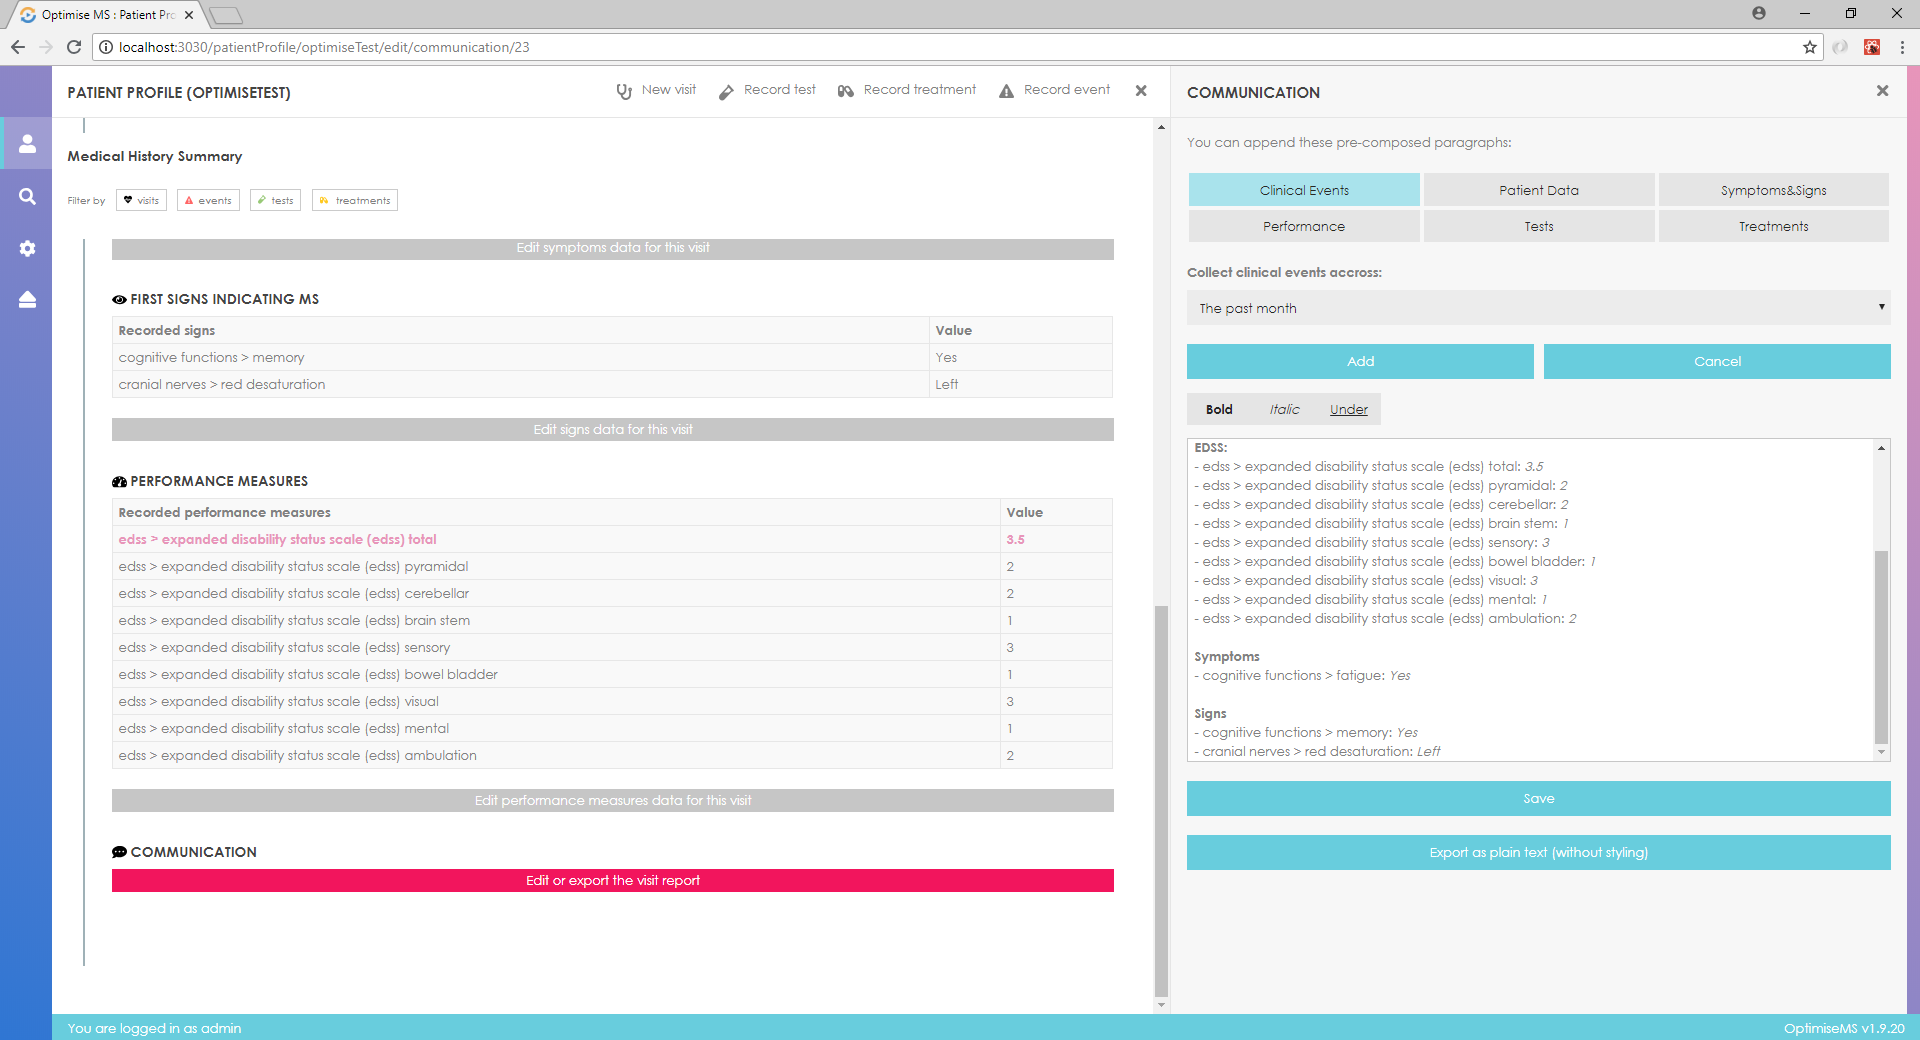 Optimise MS : Patient Pro
localhost:3030/patientProfile/optimiseTest/edit/communication/23
PATIENT PROFILE (OPTIMISETEST)
New visit
Record test
Record treatment
Record event
Medical History Summary
Filter by
visits
events
tests
treatments
Edit symptoms data for this visit
FIRST SIGNS INDICATING MS
Recorded signs Value
cognitive functions > memory Yes
cranial nerves > red desaturation Left
Edit signs data for this visit
PERFORMANCE MEASURES
Recorded performance measures Value
edss > expanded disability status scale (edss) total 3.5
edss > expanded disability status scale (edss) pyramidal 2
edss > expanded disability status scale (edss) cerebellar 2
edss > expanded disability status scale (edss) brain stem 1
edss > expanded disability status scale (edss) sensory 3
edss > expanded disability status scale (edss) bowel bladder 1
edss > expanded disability status scale (edss) visual 3
edss > expanded disability status scale (edss) mental 1
edss > expanded disability status scale (edss) ambulation 2
Edit performance measures data for this visit
COMMUNICATION
Edit or export the visit report
COMMUNICATION
You can append these pre-composed paragraphs:
Clinical Events
Patient Data
Symptoms&Signs
Performance
Tests
Treatments
Collect clinical events accross:
The past month
Add
Cancel
Bold
Italic
Under
EDSS:
- edss > expanded disability status scale (edss) total: 3.5
- edss > expanded disability status scale (edss) pyramidal: 2
- edss > expanded disability status scale (edss) cerebellar: 2
- edss > expanded disability status scale (edss) brain stem: 1
- edss > expanded disability status scale (edss) sensory: 3
- edss > expanded disability status scale (edss) bowel bladder: 1
- edss > expanded disability status scale (edss) visual: 3
- edss > expanded disability status scale (edss) mental: 1
- edss > expanded disability status scale (edss) ambulation: 2
Symptoms
- cognitive functions > fatigue: Yes
Signs
- cognitive functions > memory: Yes
- cranial nerves > red desaturation: Left
Save
Export as plain text (without styling)
You are logged in as admin
OptimiseMS v1.9.20